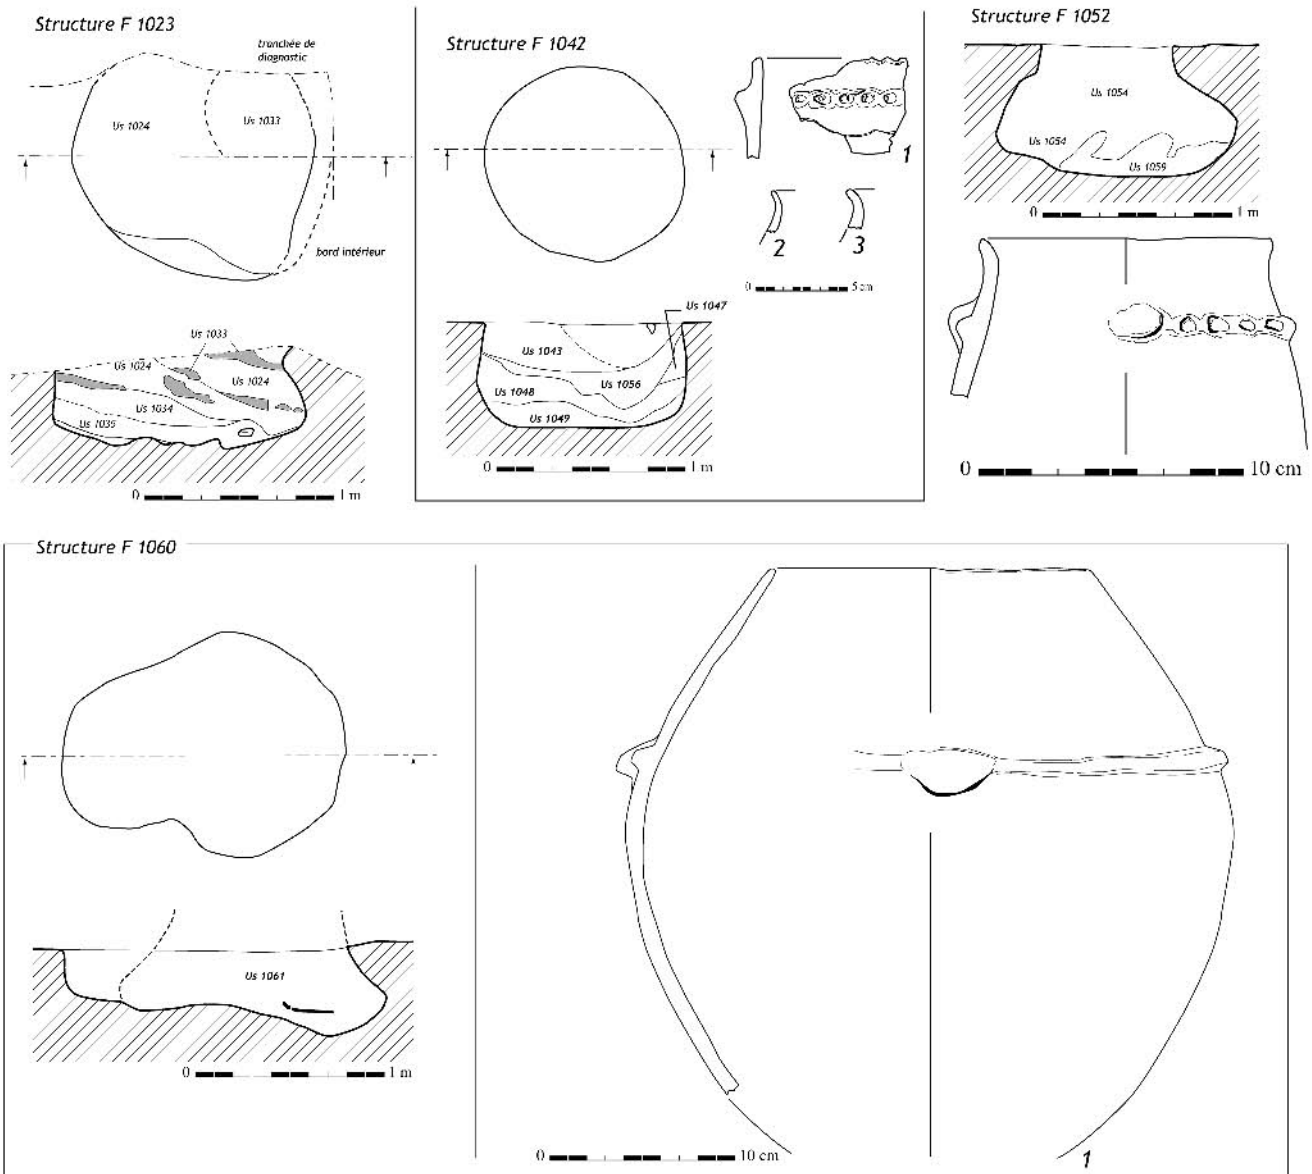 Structure F 1023
tranchée de
diagnostic
Us 1024
Us 1033
bord intérieur
Us 1033
Us 1024
Us 1024
Us 1034
Us 1035
0 1 m
Structure F 1042
1
2
3
0 5 cm
Us 1047
Us 1043
Us 1056
Us 1048
Us 1049
0 1 m
Structure F 1052
Us 1054
Us 1054
Us 1059
0 1 m
0 10 cm
Structure F 1060
Us 1061
0 1 m
0 10 cm
1